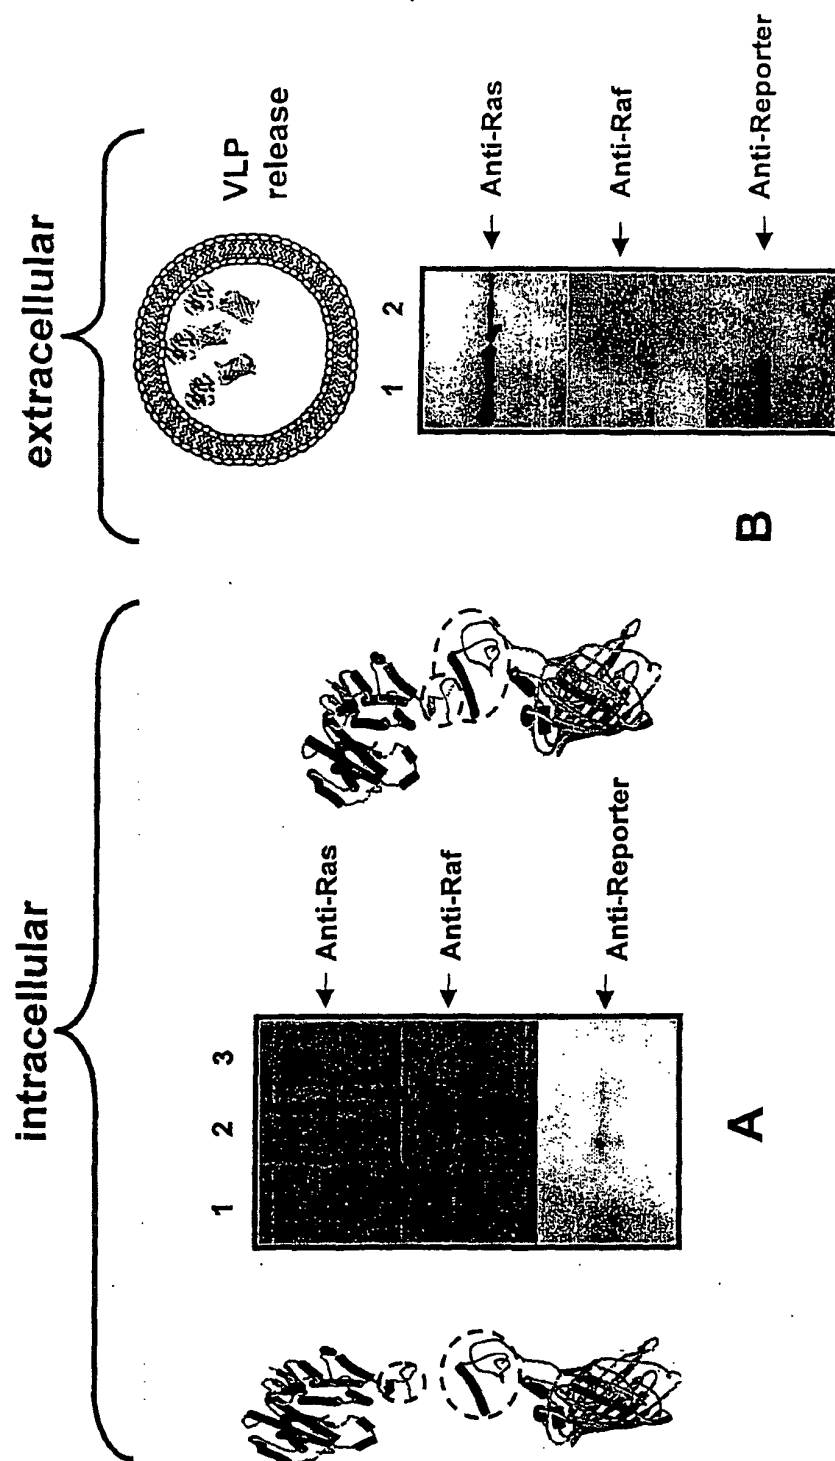 intracellular
extracellular
1 2 3
Anti-Ras
Anti-Raf
Anti-Reporter
A
VLP
release
1 2
Anti-Ras
Anti-Raf
Anti-Reporter
B